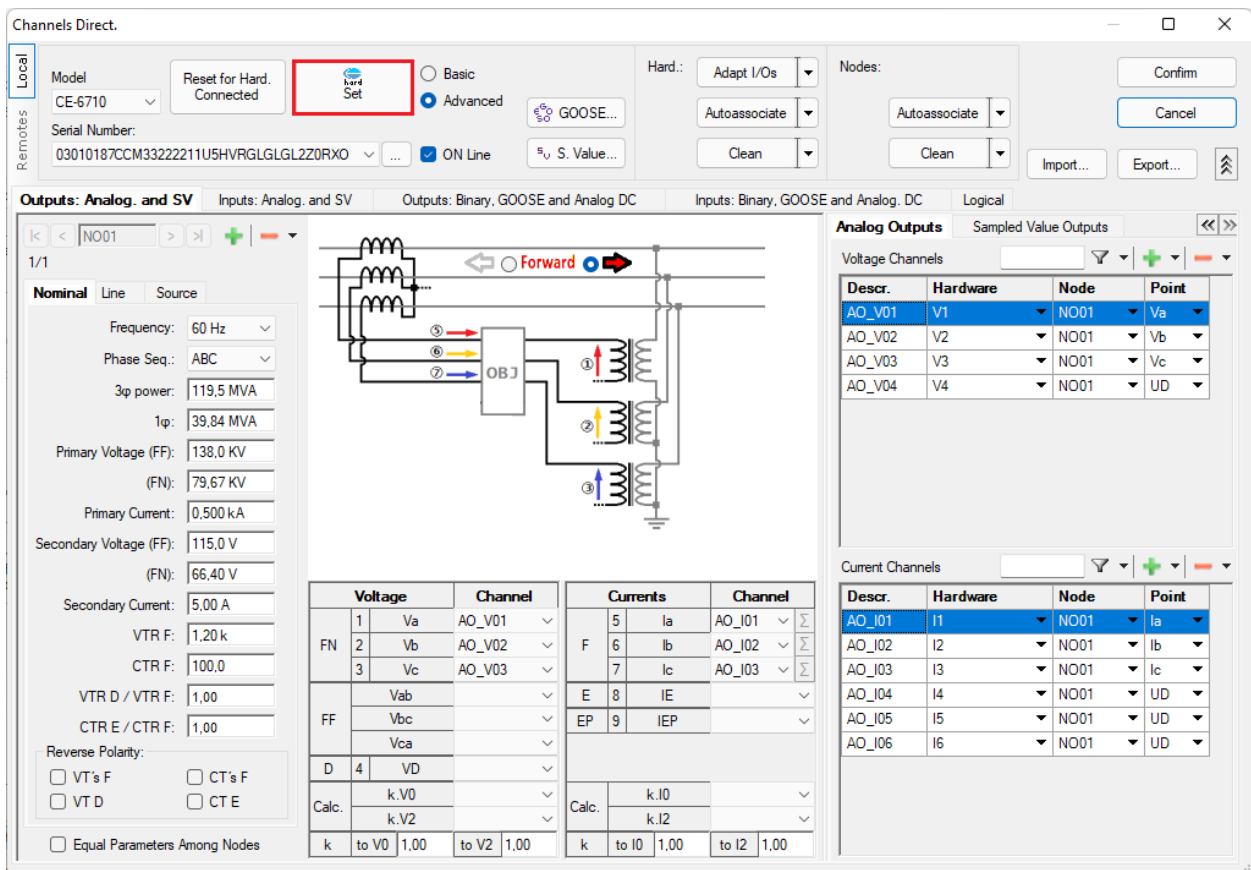 Channels Direct.
Local
Remotes
Model
CE-6710
Reset for Hard. Connected
hard
Set
Basic
Advanced
Serial Number:
03010187CCM33222211U5HVRGLGLGL2Z0RXO
...
ON Line
GOOSE...
S. Value...
Hard.:
Adapt I/Os
Autoassociate
Clean
Nodes:
Autoassociate
Clean
Confirm
Cancel
Import...
Export...
Outputs: Analog. and SV
Inputs: Analog. and SV
Outputs: Binary, GOOSE and Analog DC
Inputs: Binary, GOOSE and Analog. DC
Logical
NO01
1/1
Nominal Line Source
Frequency: 60 Hz
Phase Seq.: ABC
3φ power: 119,5 MVA
1φ: 39,84 MVA
Primary Voltage (FF): 138,0 KV
(FN): 79,67 KV
Primary Current: 0,500 kA
Secondary Voltage (FF): 115,0 V
(FN): 66,40 V
Secondary Current: 5,00 A
VTR F: 1,20 k
CTR F: 100,0
VTR D / VTR F: 1,00
CTR E / CTR F: 1,00
Reverse Polarity:
VT's F CT's F
VT D CT E
Equal Parameters Among Nodes
Forward
⑤
⑥
⑦
OBJ
①
②
③
Voltage Channel
FN
1 Va AO_V01
2 Vb AO_V02
3 Vc AO_V03
FF
Vab
Vbc
Vca
D 4 VD
Calc.
k.V0
k.V2
k to V0 1,00 to V2 1,00
Currents Channel
F
5 Ia AO_I01 Σ
6 Ib AO_I02 Σ
7 Ic AO_I03 Σ
E 8 IE
EP 9 IEP
Calc.
k.I0
k.I2
k to I0 1,00 to I2 1,00
Analog Outputs Sampled Value Outputs
Voltage Channels
Descr. Hardware Node Point
AO_V01 V1 NO01 Va
AO_V02 V2 NO01 Vb
AO_V03 V3 NO01 Vc
AO_V04 V4 NO01 UD
Current Channels
Descr. Hardware Node Point
AO_I01 I1 NO01 Ia
AO_I02 I2 NO01 Ib
AO_I03 I3 NO01 Ic
AO_I04 I4 NO01 UD
AO_I05 I5 NO01 UD
AO_I06 I6 NO01 UD